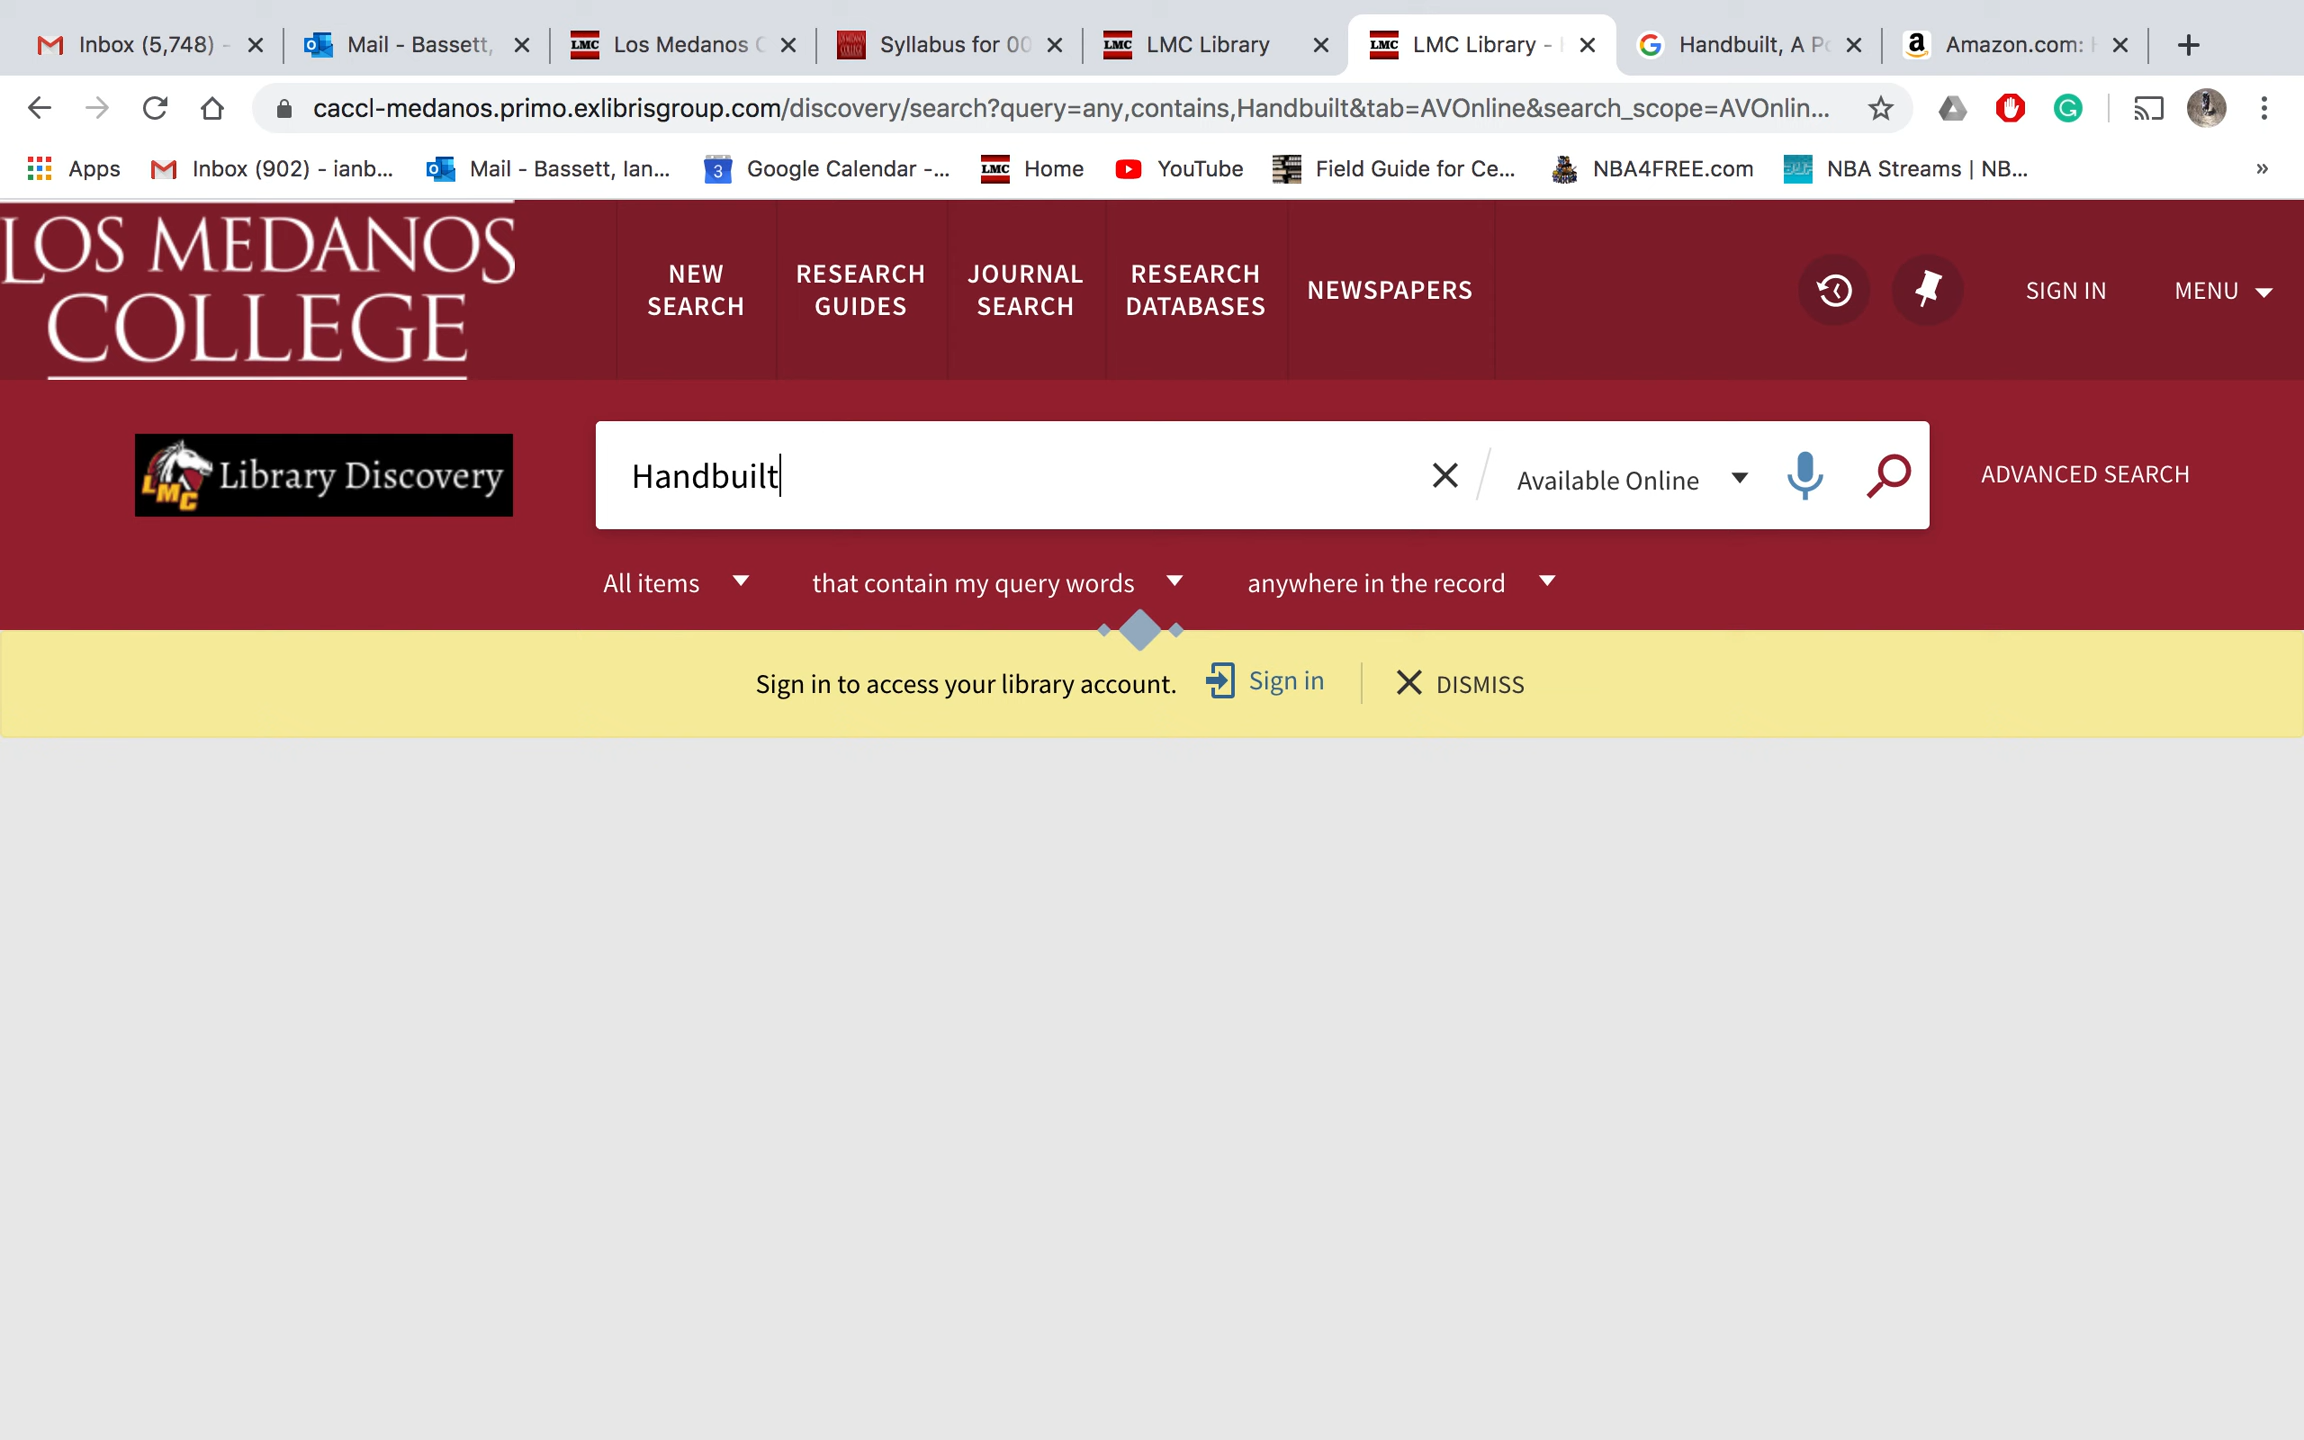 Inbox (5,748) -
Mail - Bassett,
Los Medanos C
Syllabus for 00
LMC Library
LMC Library -
Handbuilt, A Po
Amazon.com: H
caccl-medanos.primo.exlibrisgroup.com/discovery/search?query=any,contains,Handbuilt&tab=AVOnline&search_scope=AVOnlin...
Apps
Inbox (902) - ianb...
Mail - Bassett, Ian...
3
Google Calendar -...
LMC
Home
YouTube
Field Guide for Ce...
NBA4FREE.com
NBA Streams | NB...
»
LOS MEDANOS
COLLEGE
NEW
SEARCH
RESEARCH
GUIDES
JOURNAL
SEARCH
RESEARCH
DATABASES
NEWSPAPERS
SIGN IN
MENU
LMC Library Discovery
Handbuilt
Available Online
ADVANCED SEARCH
All items
that contain my query words
anywhere in the record
Sign in to access your library account.
Sign in
DISMISS